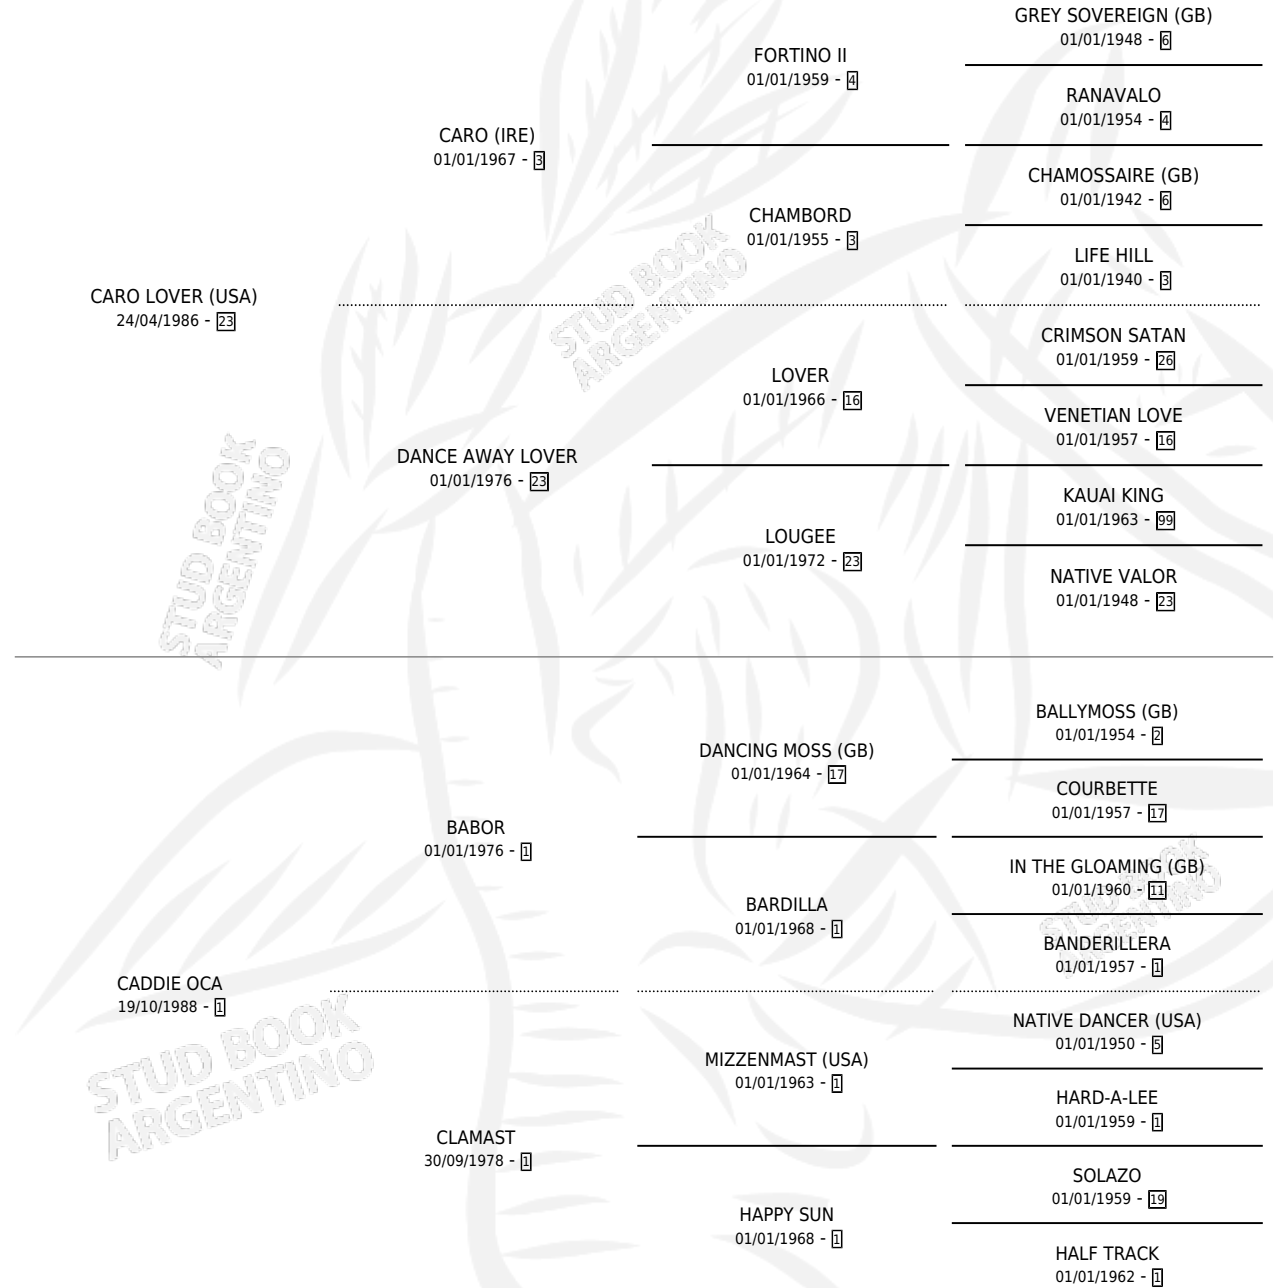 GREY SOVEREIGN (GB)
01/01/1948 - 6
FORTINO II
01/01/1959 - 4
RANAVALO
01/01/1954 - 4
CARO (IRE)
01/01/1967 - 3
CHAMOSSAIRE (GB)
01/01/1942 - 6
CHAMBORD
01/01/1955 - 3
LIFE HILL
01/01/1940 - 3
CARO LOVER (USA)
24/04/1986 - 23
CRIMSON SATAN
01/01/1959 - 26
LOVER
01/01/1966 - 16
VENETIAN LOVE
01/01/1957 - 16
DANCE AWAY LOVER
01/01/1976 - 23
KAUAI KING
01/01/1963 - 99
LOUGEE
01/01/1972 - 23
NATIVE VALOR
01/01/1948 - 23
BALLYMOSS (GB)
01/01/1954 - 2
DANCING MOSS (GB)
01/01/1964 - 17
COURBETTE
01/01/1957 - 17
BABOR
01/01/1976 - 1
IN THE GLOAMING (GB)
01/01/1960 - 11
BARDILLA
01/01/1968 - 1
BANDERILLERA
01/01/1957 - 1
CADDIE OCA
19/10/1988 - 1
NATIVE DANCER (USA)
01/01/1950 - 5
MIZZENMAST (USA)
01/01/1963 - 1
HARD-A-LEE
01/01/1959 - 1
CLAMAST
30/09/1978 - 1
SOLAZO
01/01/1959 - 19
HAPPY SUN
01/01/1968 - 1
HALF TRACK
01/01/1962 - 1
STUD BOOK
ARGENTINO
STUD BOOK
ARGENTINO
STUD BOOK
ARGENTINO
STUD BOOK
ARGENTINO